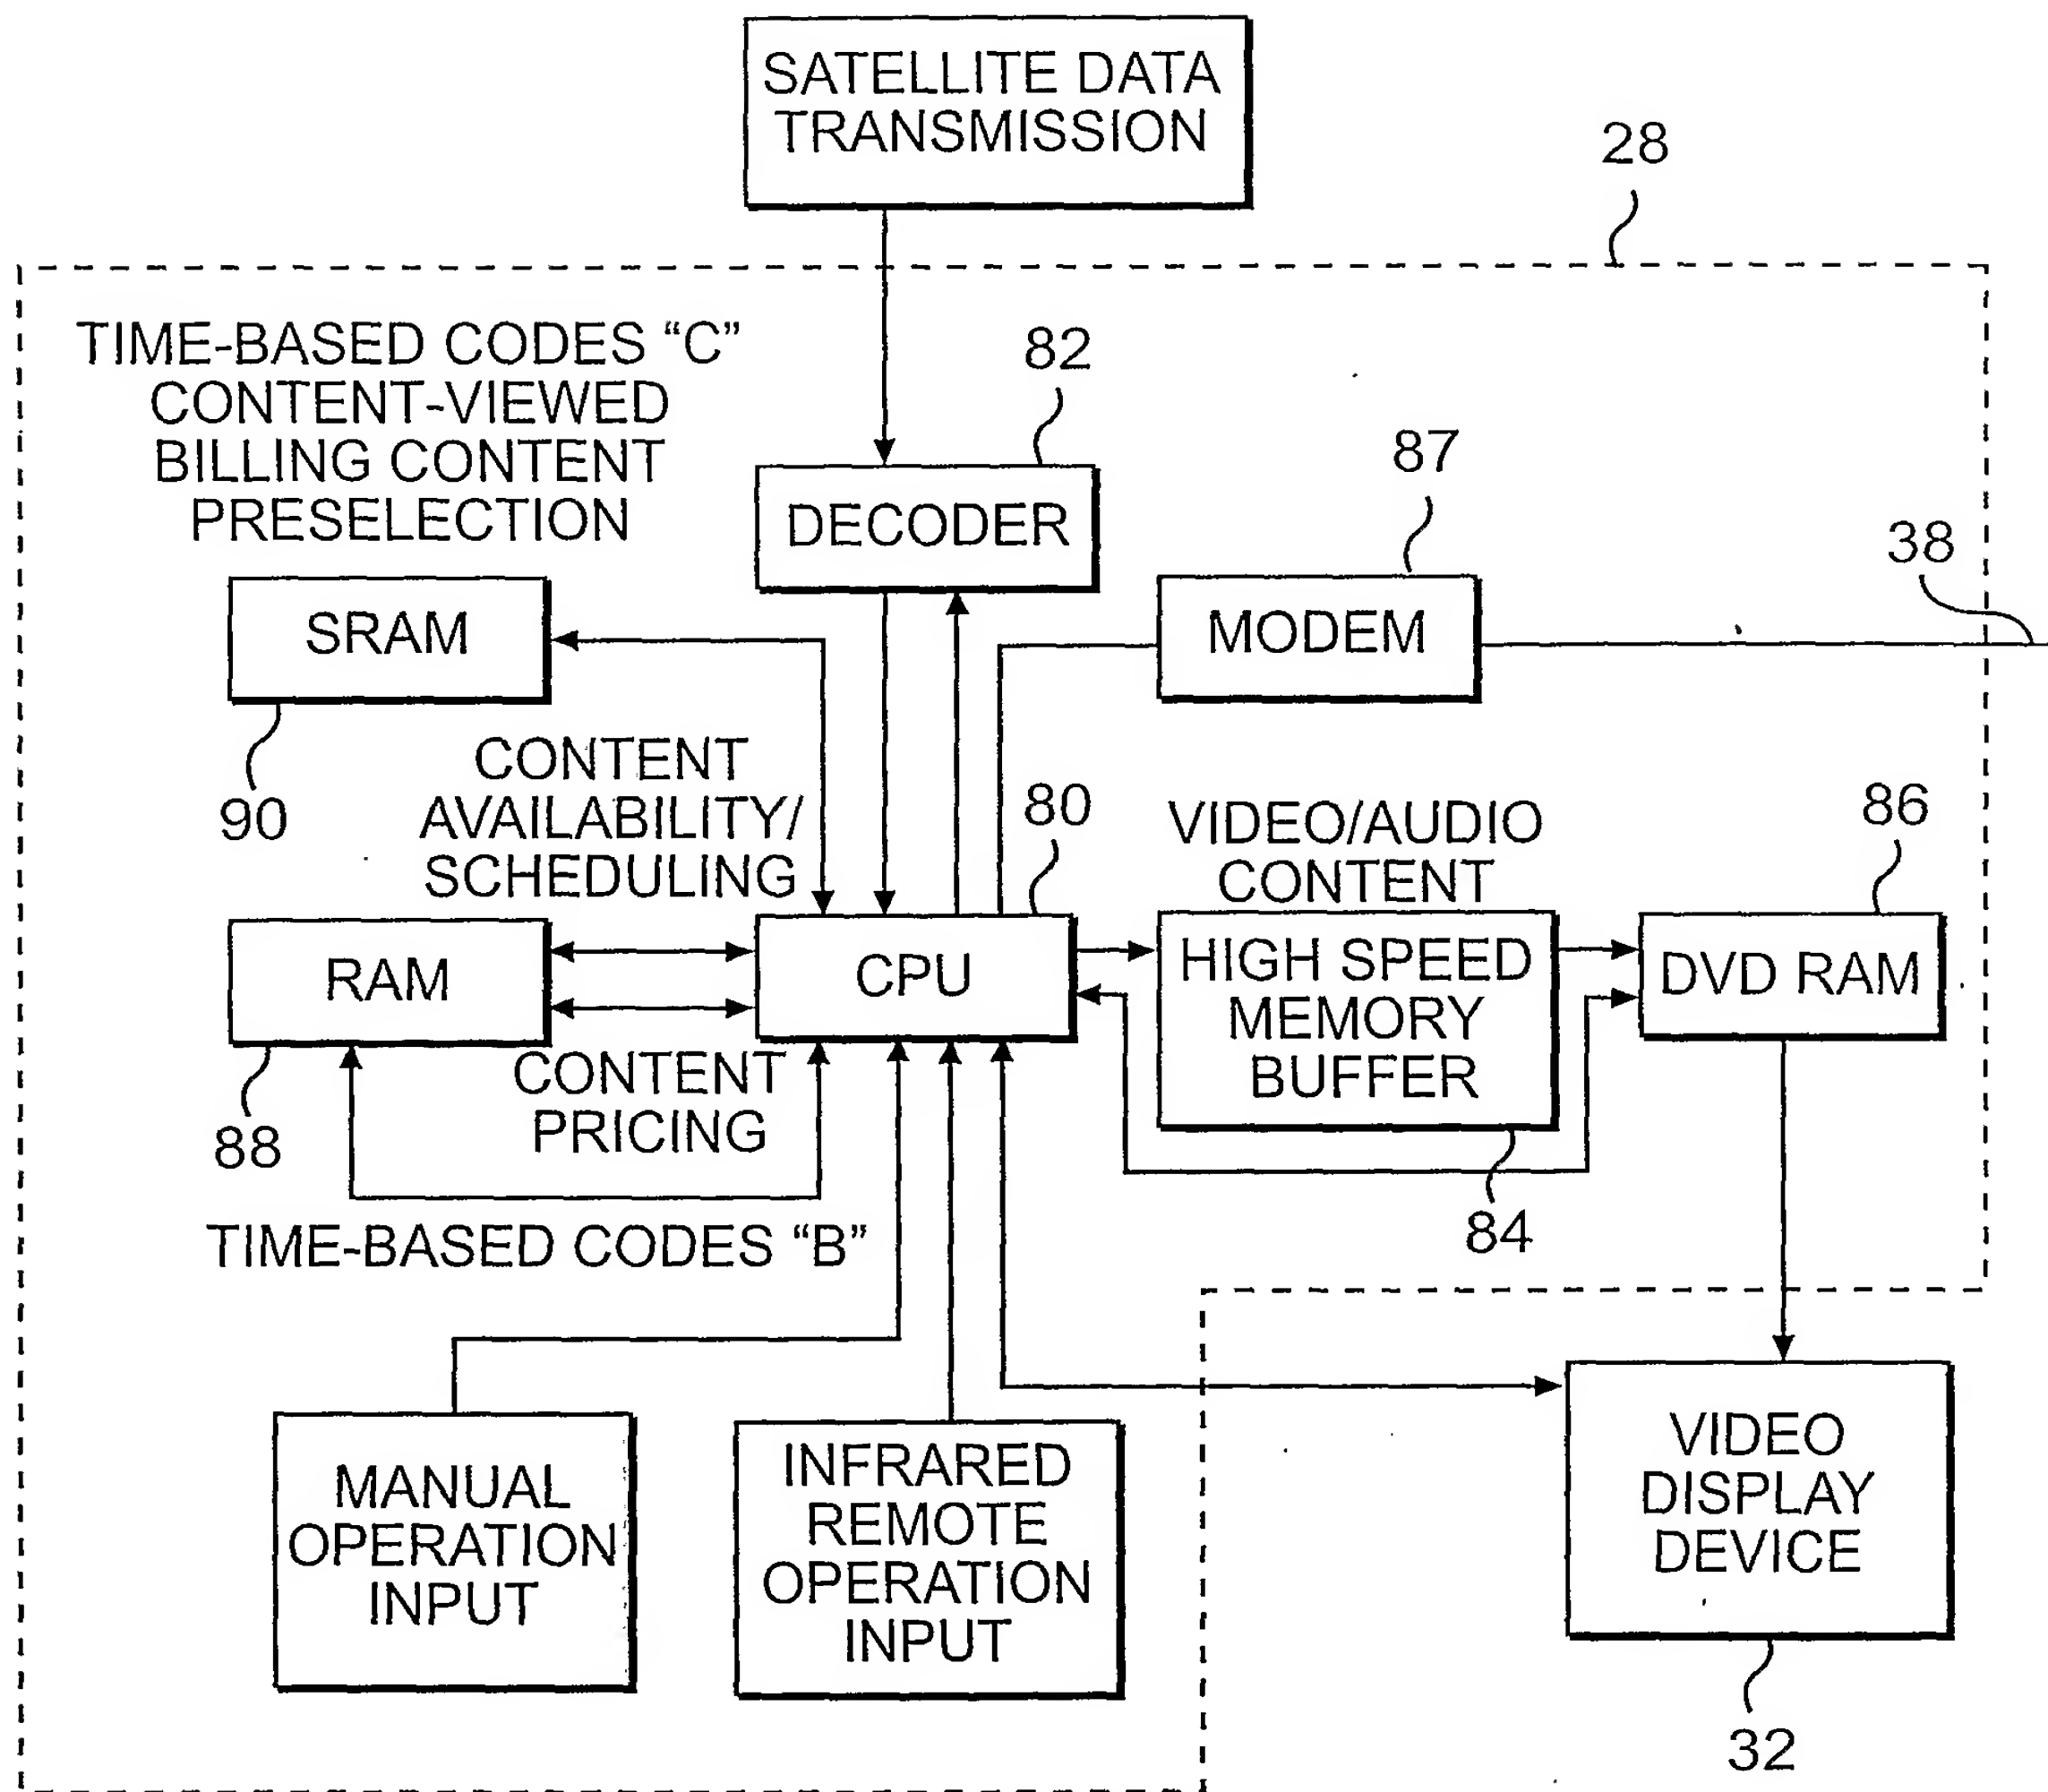 SATELLITE DATA
TRANSMISSION
28
TIME-BASED CODES “C”
CONTENT-VIEWED
BILLING CONTENT
PRESELECTION
82
DECODER
87
MODEM
38
SRAM
90
CONTENT
AVAILABILITY/
SCHEDULING
80
VIDEO/AUDIO
CONTENT
86
RAM
CPU
HIGH SPEED
MEMORY
BUFFER
DVD RAM
88
CONTENT
PRICING
84
TIME-BASED CODES “B”
MANUAL
OPERATION
INPUT
INFRARED
REMOTE
OPERATION
INPUT
VIDEO
DISPLAY
DEVICE
32